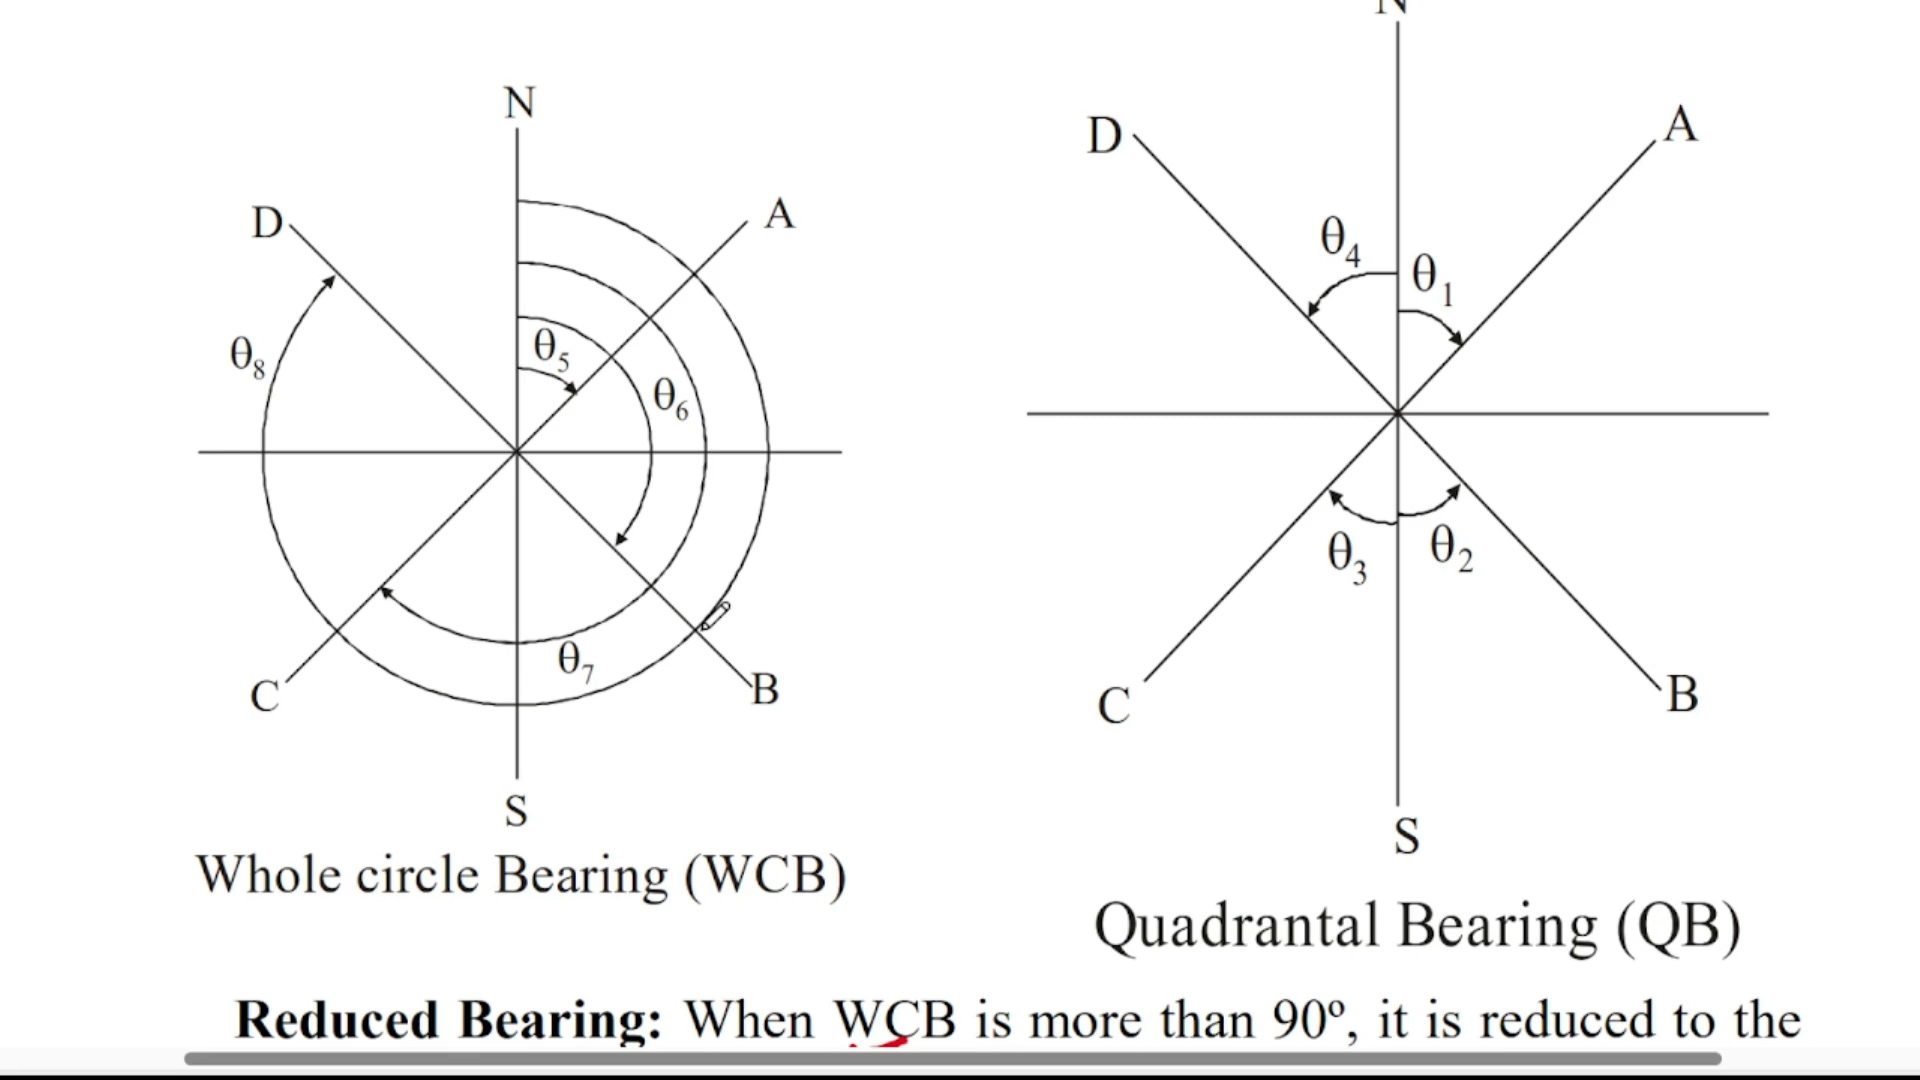 N
D
A
θ5
θ8
θ6
C
θ7
B
S
Whole circle Bearing (WCB)
N
D
A
θ4
θ1
θ3
θ2
C
B
S
Quadrantal Bearing (QB)
Reduced Bearing: When WCB is more than 90º, it is reduced to the